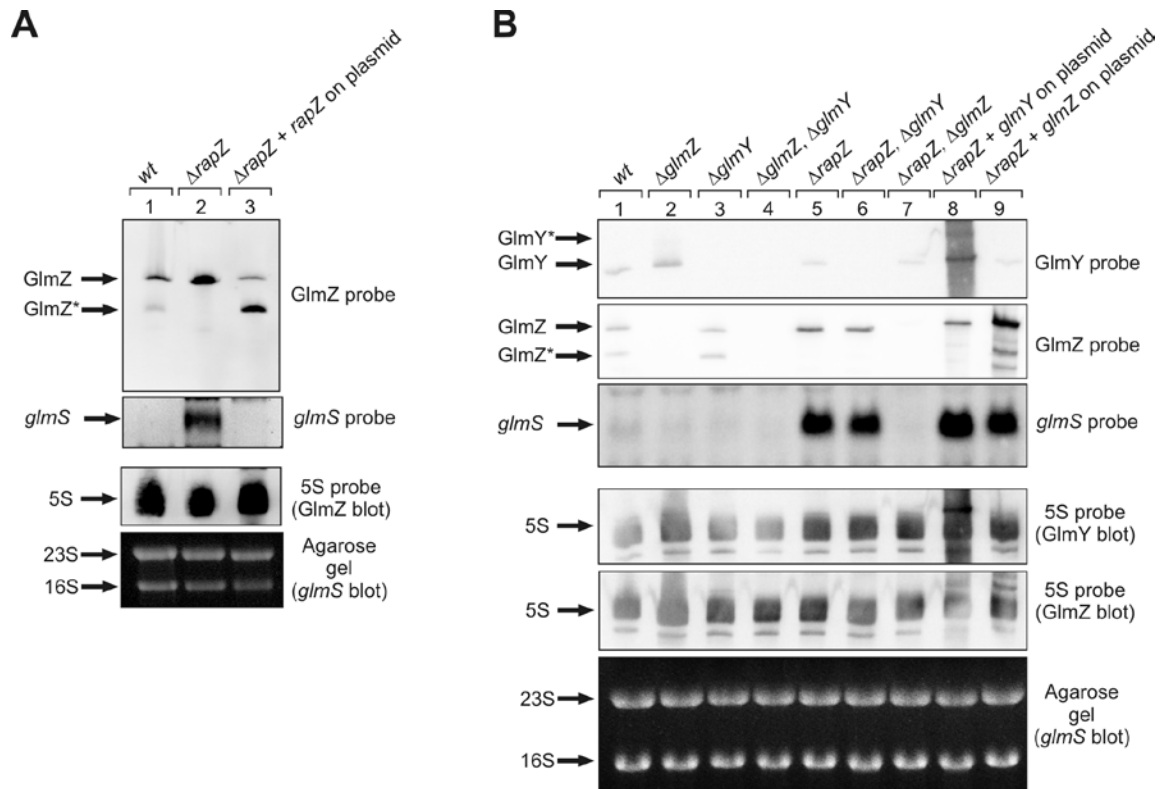 A
wt
ΔrapZ
ΔrapZ + rapZ on plasmid
1 2 3
GlmZ
GlmZ*
GlmZ probe
glmS
glmS probe
5S
5S probe
(GlmZ blot)
23S
16S
Agarose
gel
(glmS blot)
B
wt
ΔglmZ
ΔglmY
ΔglmZ, ΔglmY
ΔrapZ
ΔrapZ, ΔglmY
ΔrapZ, ΔglmZ
ΔrapZ + glmY on plasmid
ΔrapZ + glmZ on plasmid
1 2 3 4 5 6 7 8 9
GlmY*
GlmY
GlmY probe
GlmZ
GlmZ*
GlmZ probe
glmS
glmS probe
5S
5S probe
(GlmY blot)
5S
5S probe
(GlmZ blot)
23S
16S
Agarose
gel
(glmS blot)